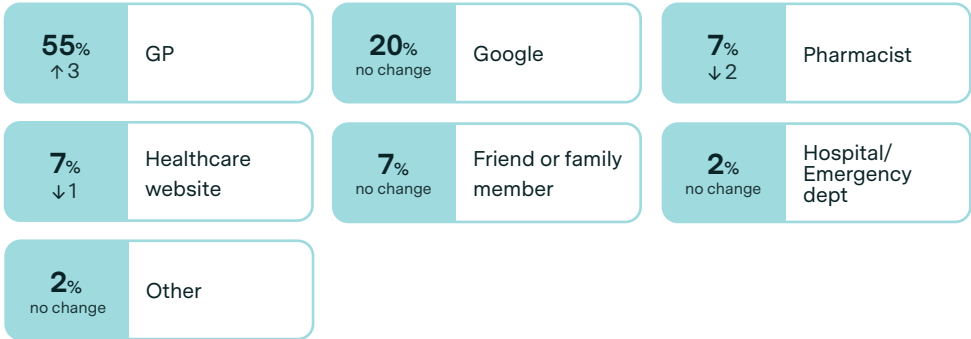 55%
↑3
GP
20%
no change
Google
7%
↓2
Pharmacist
7%
↓1
Healthcare
website
7%
no change
Friend or family
member
2%
no change
Hospital/
Emergency
dept
2%
no change
Other